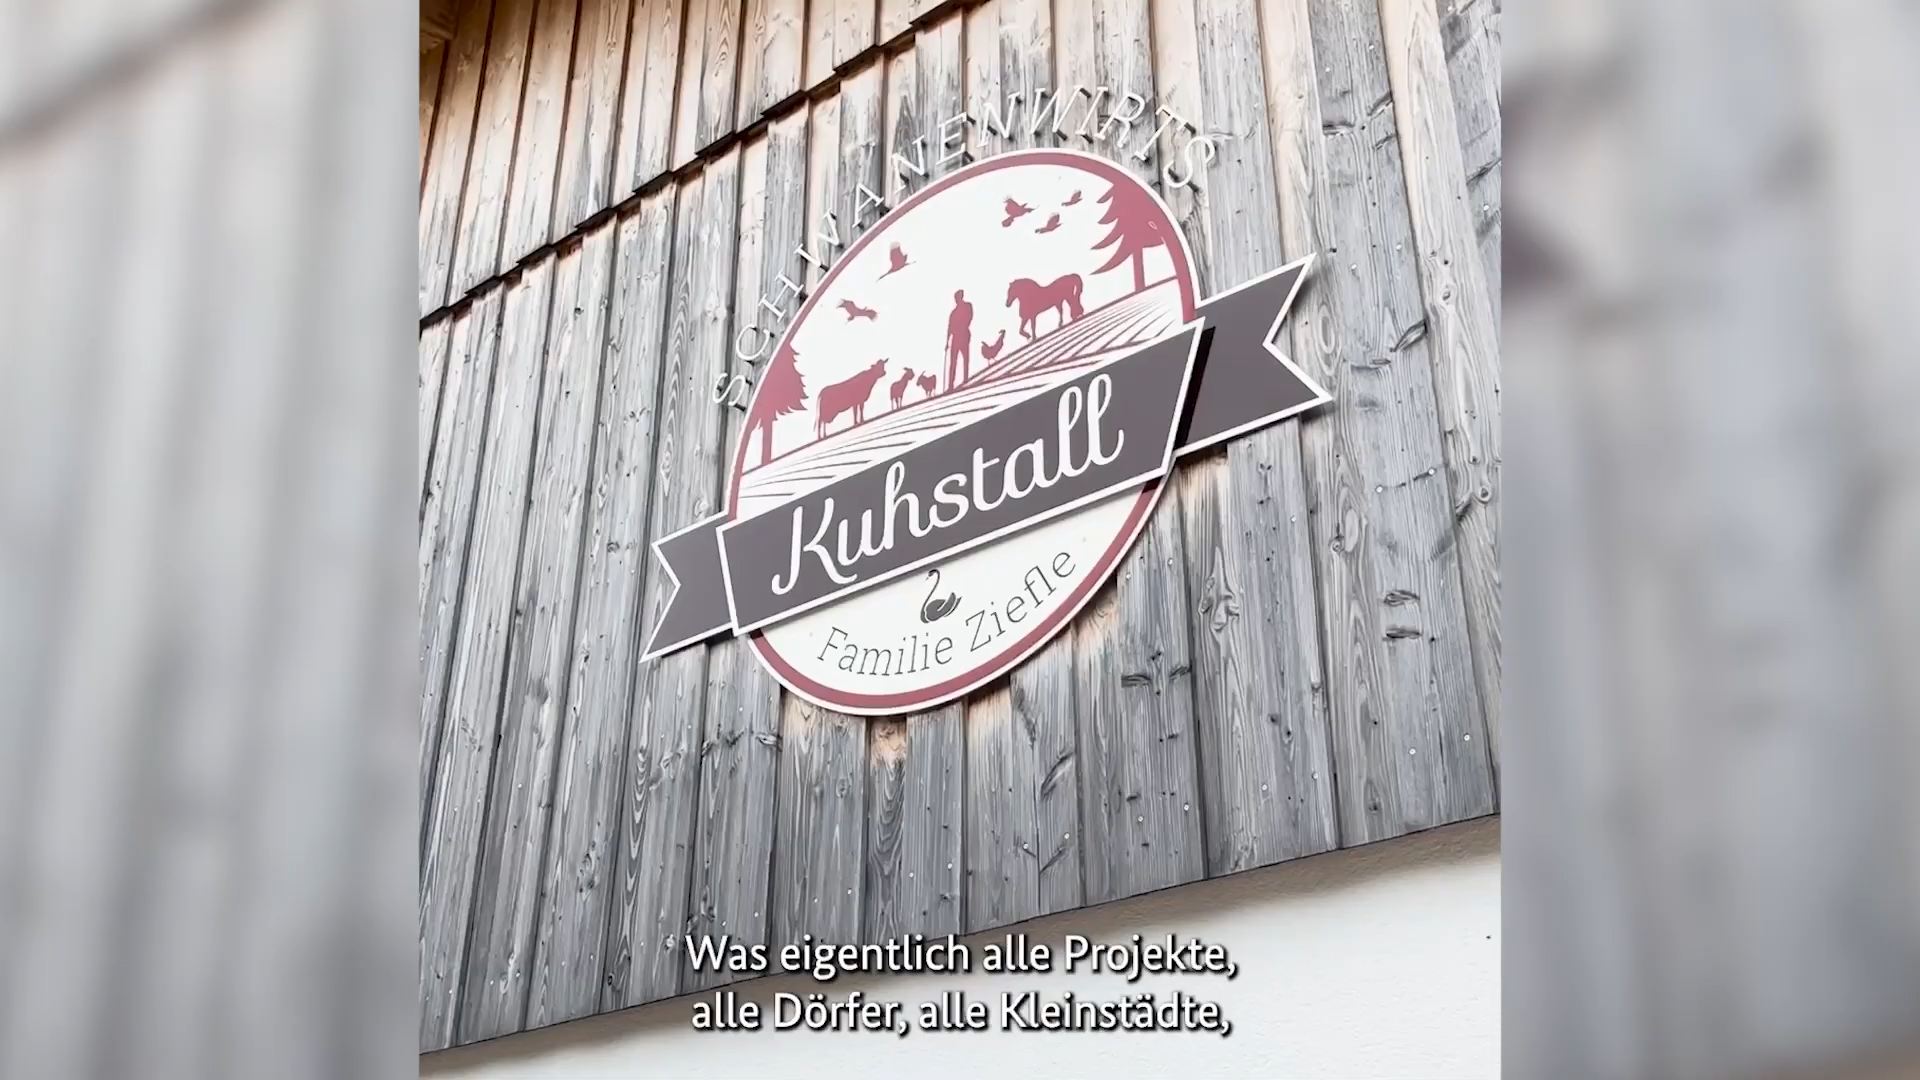 SCHWANENWIRTS
Kuhstall
Familie Ziefle
Was eigentlich alle Projekte,
alle Dörfer, alle Kleinstädte,